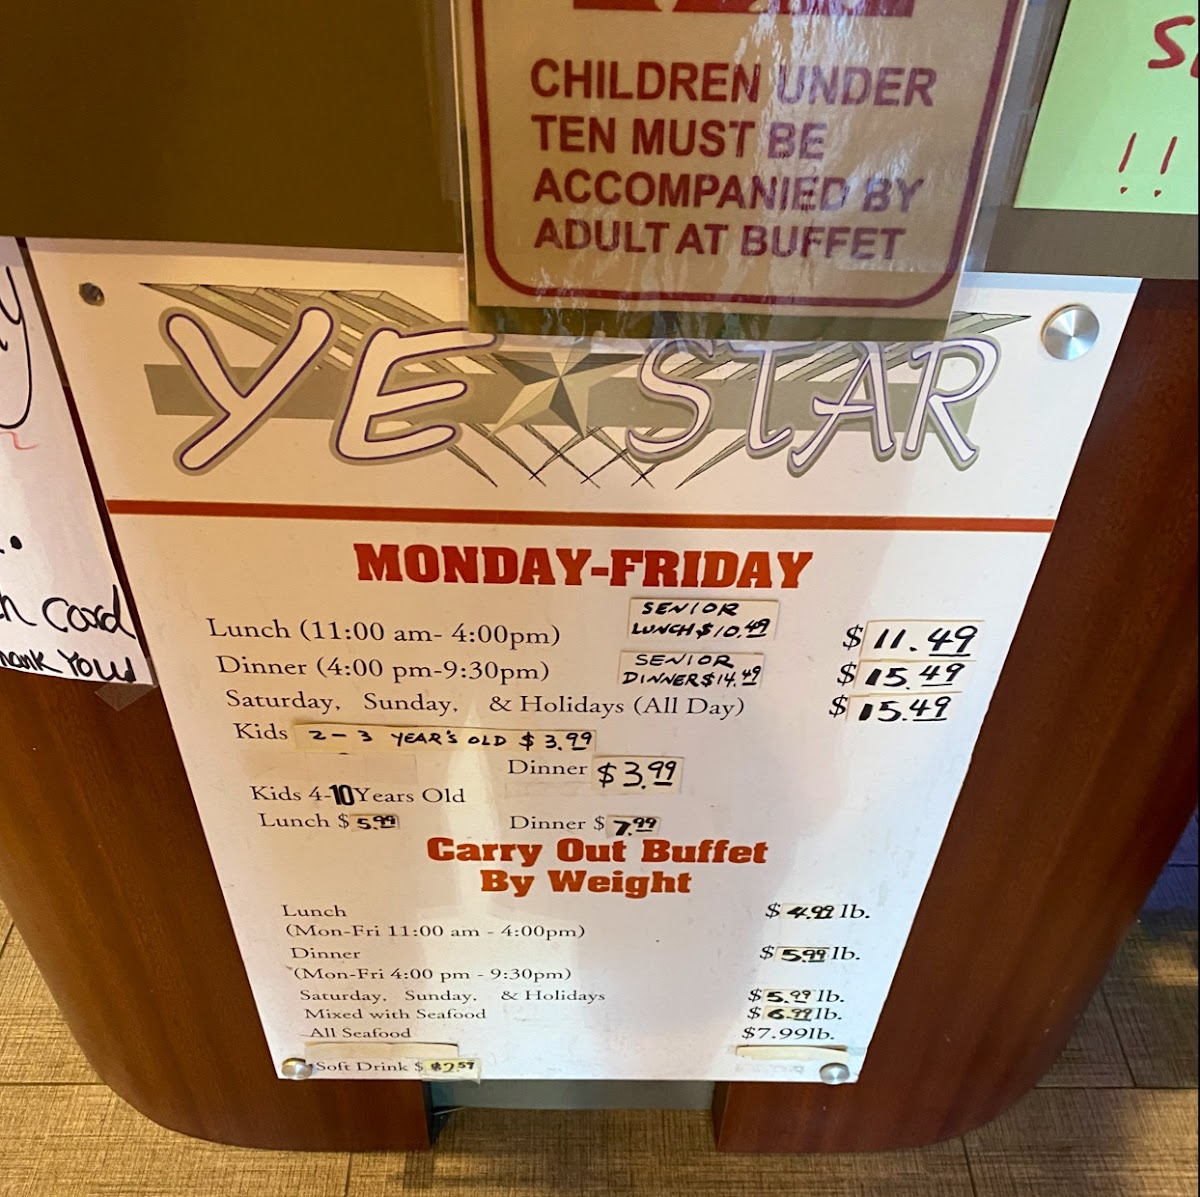 CHILDREN UNDER
TEN MUST BE
ACCOMPANIED BY
ADULT AT BUFFET
!!
YE STAR
MONDAY-FRIDAY
Lunch (11:00 am- 4:00pm) SENIOR LUNCH $10.49 $ 11.49
Dinner (4:00 pm-9:30pm) SENIOR DINNER $14.49 $ 15.49
Saturday, Sunday, & Holidays (All Day) $ 15.49
Kids 2-3 YEAR'S OLD $ 3.99
Dinner $ 3.99
Kids 4-10 Years Old
Lunch $ 5.99 Dinner $ 7.99
Carry Out Buffet
By Weight
Lunch $ 4.99 lb.
(Mon-Fri 11:00 am - 4:00pm)
Dinner $ 5.99 lb.
(Mon-Fri 4:00 pm - 9:30pm)
Saturday, Sunday, & Holidays $ 5.99 lb.
Mixed with Seafood $ 6.99 lb.
All Seafood $7.99lb.
Soft Drink $ $2.59
card
Thank You